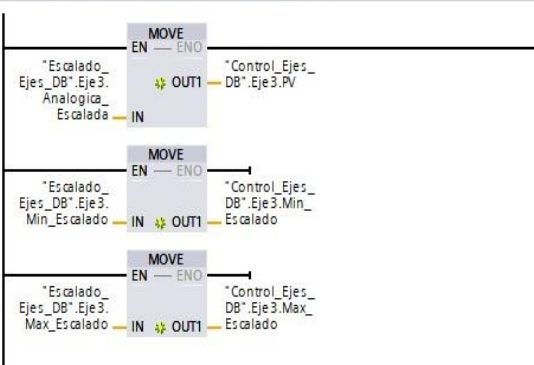 MOVE
EN — ENO
"Escalado_
Ejes_DB".Eje3.
Analogica_
Escalada
IN
OUT1
"Control_Ejes_
DB".Eje3.PV
MOVE
EN — ENO
"Escalado_
Ejes_DB".Eje3.
Min_Escalado
IN
OUT1
"Control_Ejes_
DB".Eje3.Min_
Escalado
MOVE
EN — ENO
"Escalado_
Ejes_DB".Eje3.
Max_Escalado
IN
OUT1
"Control_Ejes_
DB".Eje3.Max_
Escalado